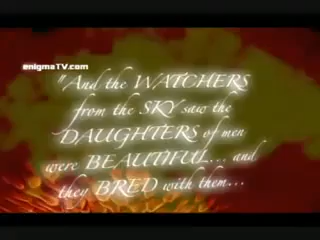 enigmaTV.com
"And the WATCHERS
from the SKY saw the
DAUGHTERS of men
were BEAUTIFUL... and
they BRED with them...